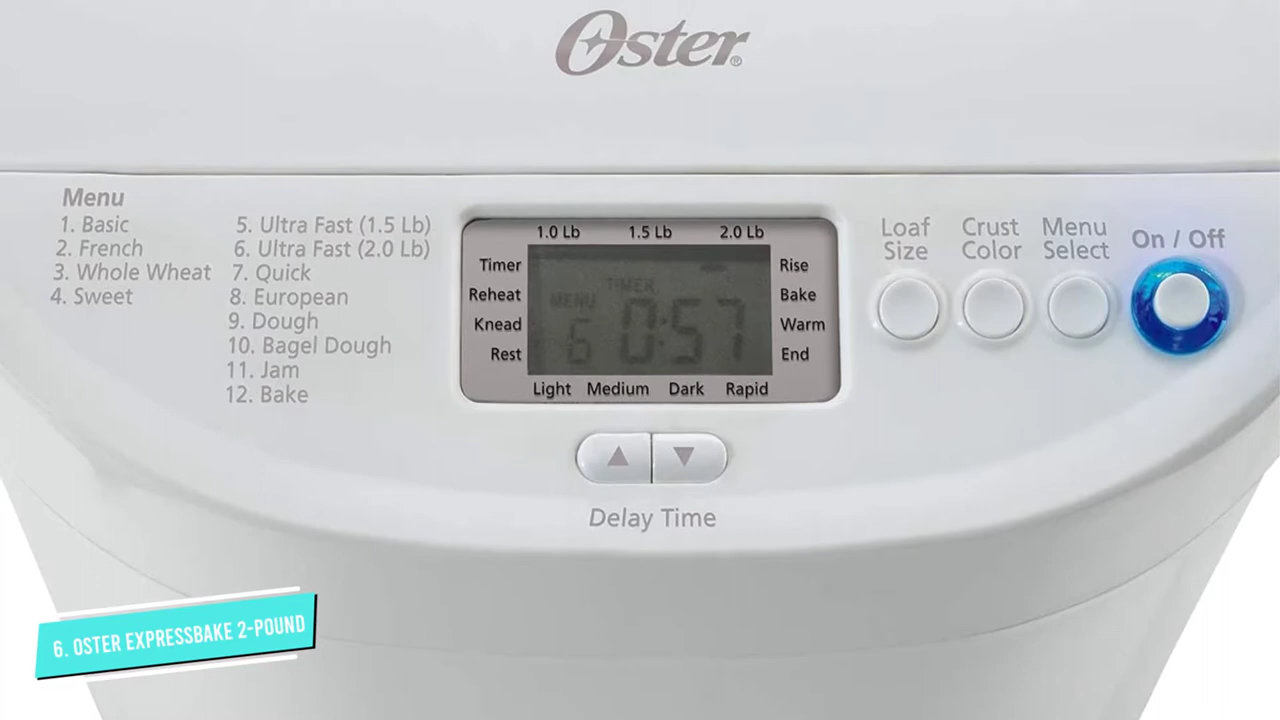 Oster®
Menu
1. Basic
2. French
3. Whole Wheat
4. Sweet
5. Ultra Fast (1.5 Lb)
6. Ultra Fast (2.0 Lb)
7. Quick
8. European
9. Dough
10. Bagel Dough
11. Jam
12. Bake
1.0 Lb 1.5 Lb 2.0 Lb
Timer
Reheat
Knead
Rest
TIMER
MENU
6 0:57
Rise
Bake
Warm
End
Light Medium Dark Rapid
Loaf
Size
Crust
Color
Menu
Select
On / Off
Delay Time
6. OSTER EXPRESSBAKE 2-POUND